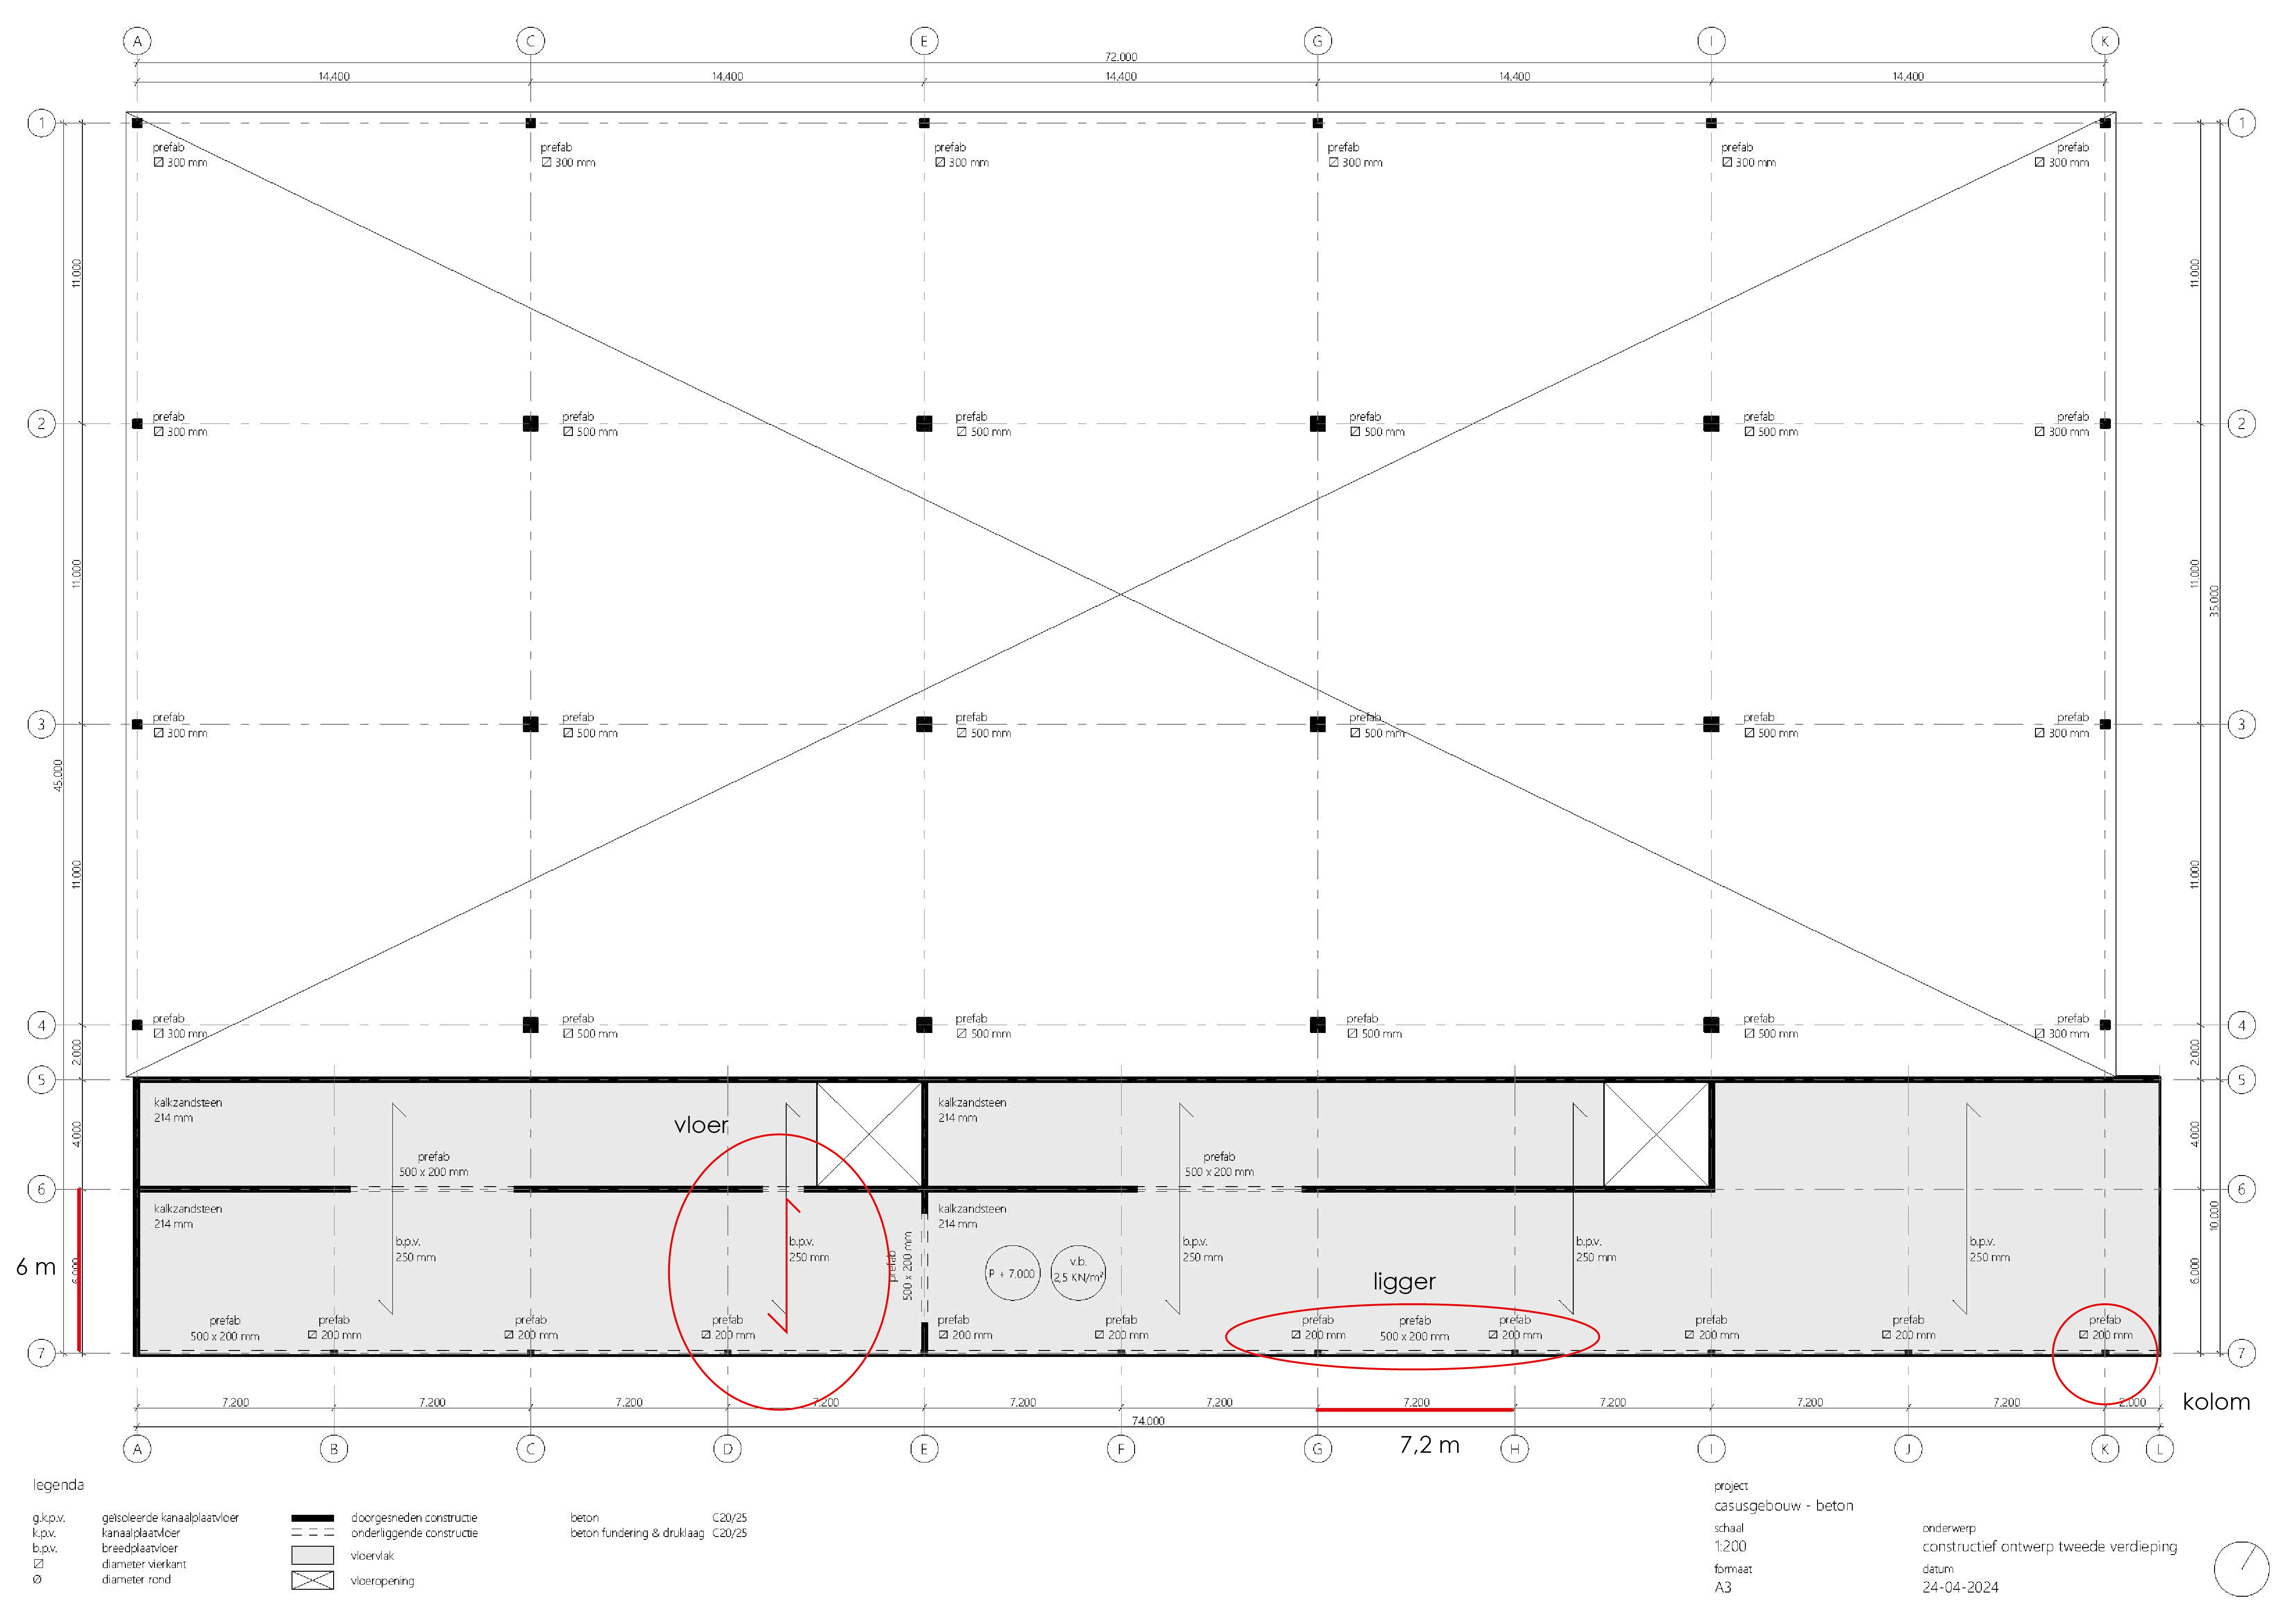 A C E G I K
72.000
14.400 14.400 14.400 14.400 14.400
1 1
prefab prefab prefab prefab prefab prefab
300 mm 300 mm 300 mm 300 mm 300 mm 300 mm
11.000 11.000
2 2
prefab prefab prefab prefab prefab prefab
300 mm 500 mm 500 mm 500 mm 500 mm 300 mm
11.000 11.000
35.000
3 3
prefab prefab prefab prefab prefab prefab
300 mm 500 mm 500 mm 500 mm 500 mm 300 mm
45.000
11.000 11.000
4 4
prefab prefab prefab prefab prefab prefab
300 mm 500 mm 500 mm 500 mm 500 mm 300 mm
2.000 2.000
5 5
kalkzandsteen kalkzandsteen
214 mm 214 mm
vloer
4.000 4.000
prefab prefab
500 x 200 mm 500 x 200 mm
6 6
kalkzandsteen kalkzandsteen
214 mm 214 mm
10.000
b.p.v. b.p.v. b.p.v. b.p.v. b.p.v.
250 mm 250 mm 250 mm 250 mm 250 mm
prefab
500 x 200 mm
P + 7.000
v.b.
2,5 KN/m²
6 m 6.000 6.000
ligger
prefab prefab prefab prefab prefab prefab prefab prefab prefab prefab prefab prefab
500 x 200 mm 200 mm 200 mm 200 mm 200 mm 200 mm 200 mm 500 x 200 mm 200 mm 200 mm 200 mm 200 mm
7 7
kolom
7.200 7.200 7.200 7.200 7.200 7.200 7.200 7.200 7.200 7.200 2.000
74.000
7,2 m
A B C D E F G H I J K L
legenda
g.k.p.v. geïsoleerde kanaalplaatvloer
k.p.v. kanaalplaatvloer
b.p.v. breedplaatvloer
diameter vierkant
Ø diameter rond
doorgesneden constructie
onderliggende constructie
vloervlak
vloeropening
beton C20/25
beton fundering & druklaag C20/25
project
casusgebouw - beton
schaal
1:200
formaat
A3
onderwerp
constructief ontwerp tweede verdieping
datum
24-04-2024